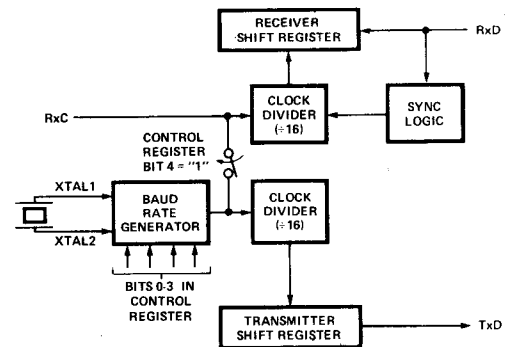 RECEIVER
SHIFT REGISTER
RxD
RxC
CLOCK
DIVIDER
(÷16)
SYNC
LOGIC
CONTROL
REGISTER
BIT 4 = "1"
XTAL1
XTAL2
BAUD
RATE
GENERATOR
CLOCK
DIVIDER
(÷16)
BITS 0-3 IN
CONTROL
REGISTER
TRANSMITTER
SHIFT REGISTER
TxD